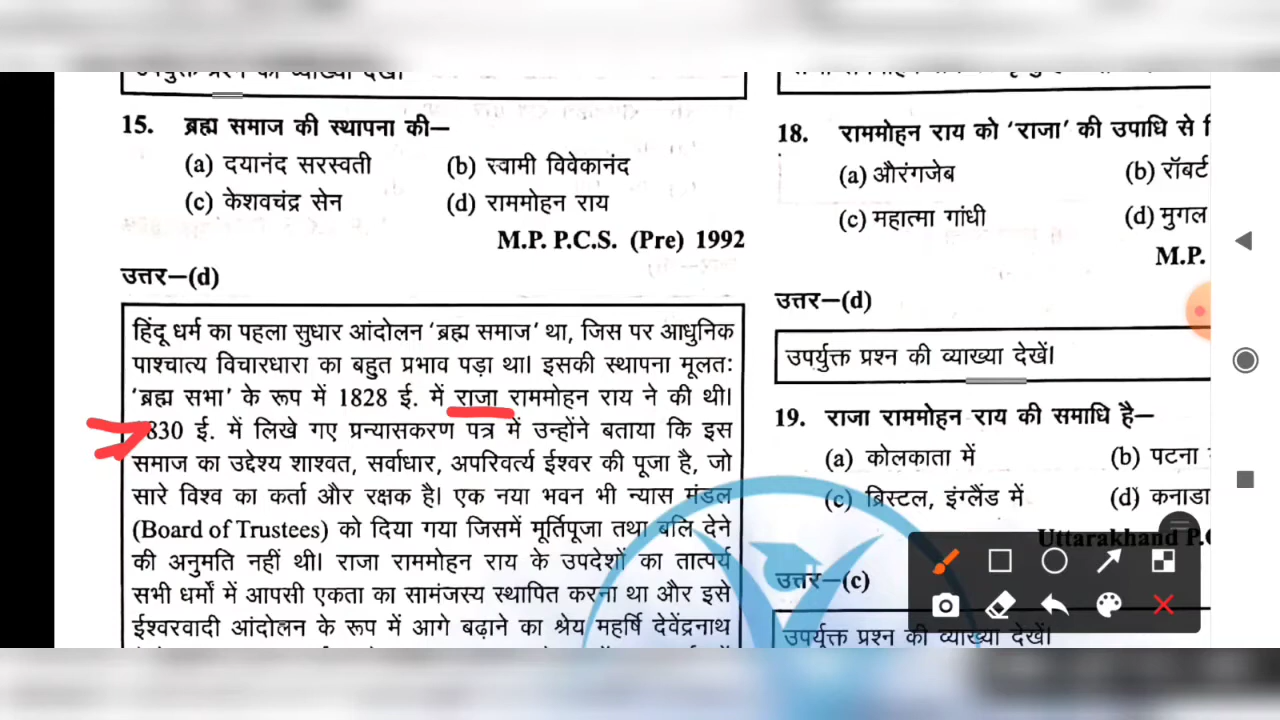 उपर्युक्त प्रश्न की व्याख्या देखें।
15. ब्रह्म समाज की स्थापना की–
(a) दयानंद सरस्वती (b) स्वामी विवेकानंद
(c) केशवचंद्र सेन (d) राममोहन राय
M.P. P.C.S. (Pre) 1992
उत्तर–(d)
हिंदू धर्म का पहला सुधार आंदोलन ‘ब्रह्म समाज’ था, जिस पर आधुनिक
पाश्चात्य विचारधारा का बहुत प्रभाव पड़ा था। इसकी स्थापना मूलतः
‘ब्रह्म सभा’ के रूप में 1828 ई. में राजा राममोहन राय ने की थी।
1830 ई. में लिखे गए प्रन्यासकरण पत्र में उन्होंने बताया कि इस
समाज का उद्देश्य शाश्वत, सर्वाधार, अपरिवर्त्य ईश्वर की पूजा है, जो
सारे विश्व का कर्ता और रक्षक है। एक नया भवन भी न्यास मंडल
(Board of Trustees) को दिया गया जिसमें मूर्तिपूजा तथा बलि देने
की अनुमति नहीं थी। राजा राममोहन राय के उपदेशों का तात्पर्य
सभी धर्मों में आपसी एकता का सामंजस्य स्थापित करना था और इसे
ईश्वरवादी आंदोलन के रूप में आगे बढ़ाने का श्रेय महर्षि देवेंद्रनाथ
18. राममोहन राय को ‘राजा’ की उपाधि से
(a) औरंगजेब (b) रॉबर्ट
(c) महात्मा गांधी (d) मुगल
M.P.
उत्तर–(d)
उपर्युक्त प्रश्न की व्याख्या देखें।
19. राजा राममोहन राय की समाधि है–
(a) कोलकाता में (b) पटना
(c) ब्रिस्टल, इंग्लैंड में (d) कनाडा
Uttarakhand P.
उत्तर–(c)
उपर्युक्त प्रश्न की व्याख्या देखें।